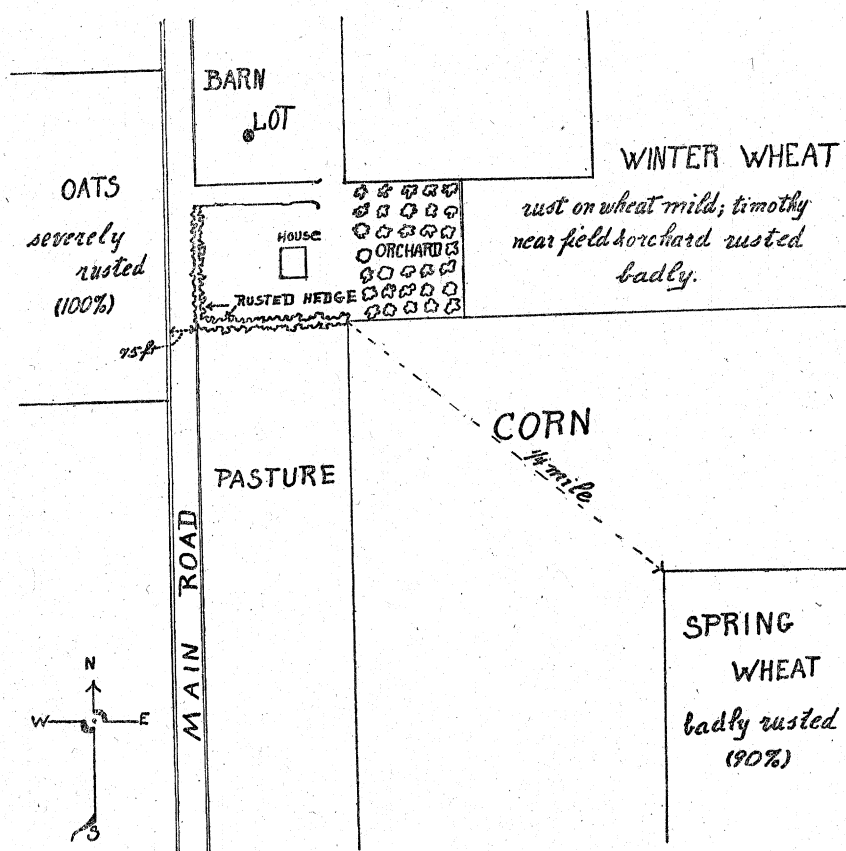 BARN
LOT
OATS
severely
rusted
(100%)
HOUSE
ORCHARD
WINTER WHEAT
rust on wheat mild; timothy
near field & orchard rusted
badly.
RUSTED HEDGE
75 ft
CORN
1/4 mile
PASTURE
MAIN ROAD
SPRING
WHEAT
badly rusted
(90%)
N
W
E
S